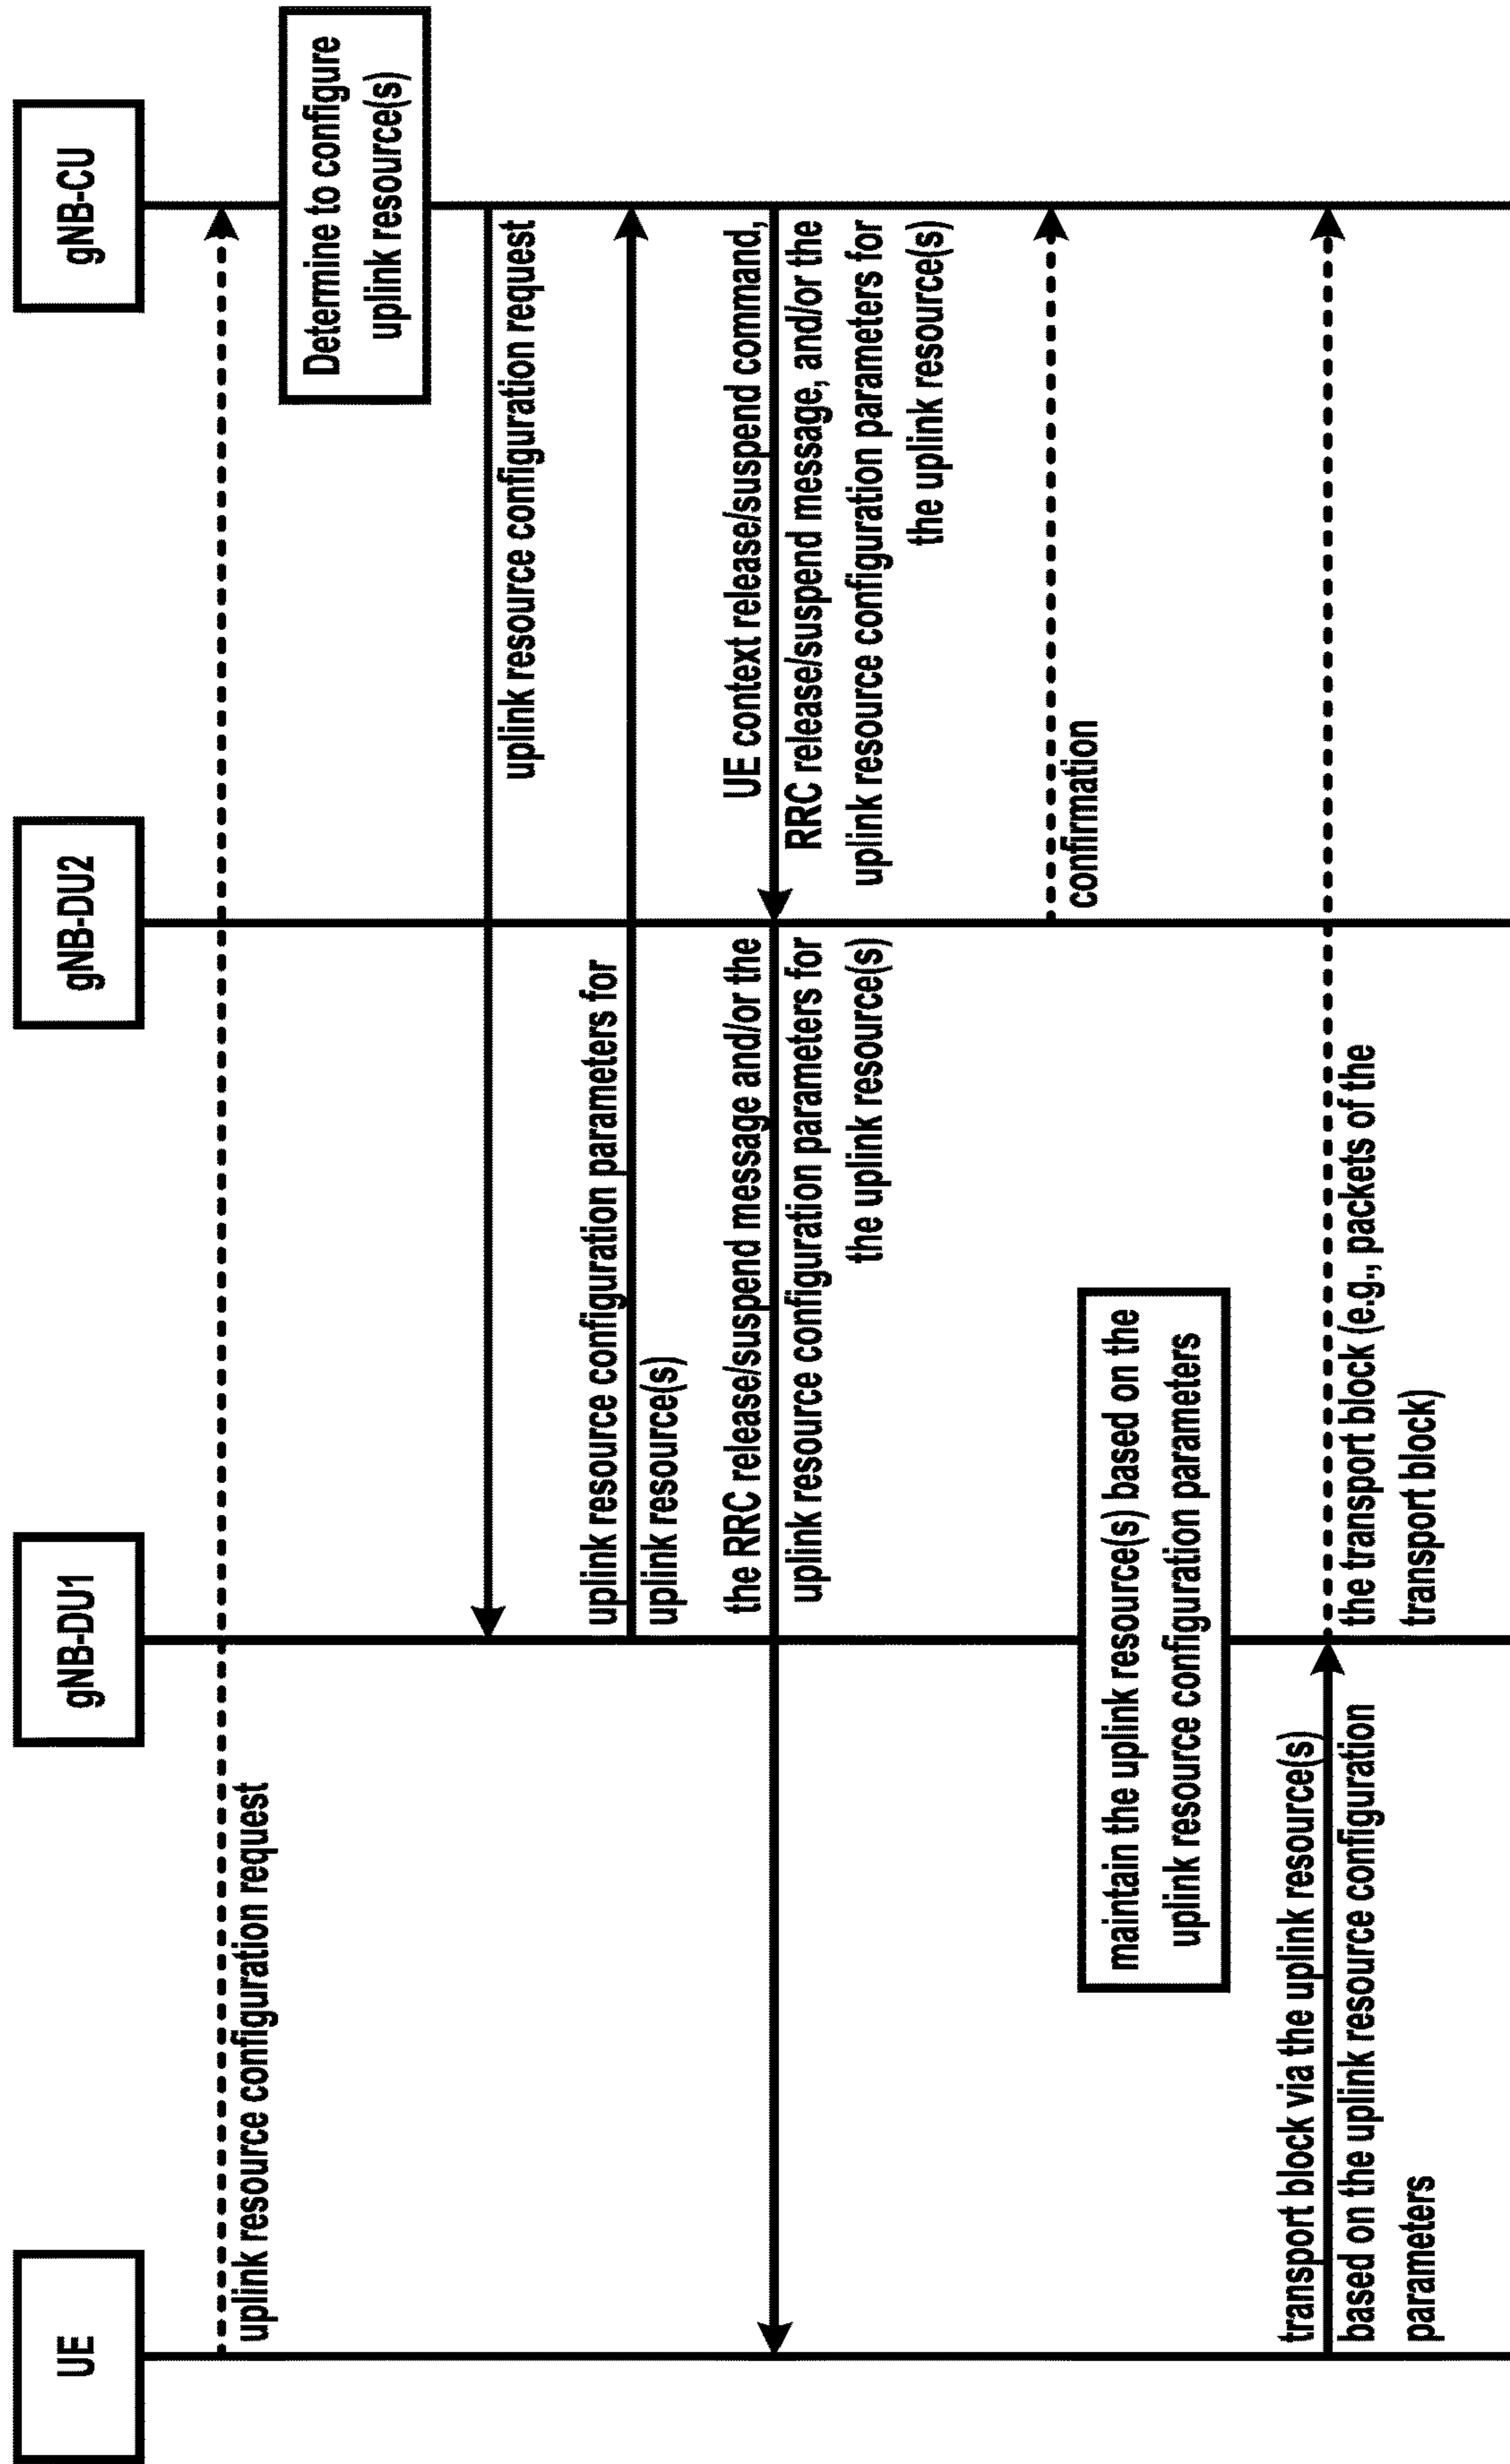 UE
gNB-DU1
gNB-DU2
gNB-CU
uplink resource configuration request
Determine to configure
uplink resource(s)
uplink resource configuration request
uplink resource configuration parameters for
uplink resource(s)
UE context release/suspend command,
RRC release/suspend message, and/or the
uplink resource configuration parameters for
the uplink resource(s)
the RRC release/suspend message and/or the
uplink resource configuration parameters for
the uplink resource(s)
confirmation
maintain the uplink resource(s) based on the
uplink resource configuration parameters
transport block via the uplink resource(s)
based on the uplink resource configuration
parameters
the transport block (e.g., packets of the
transport block)